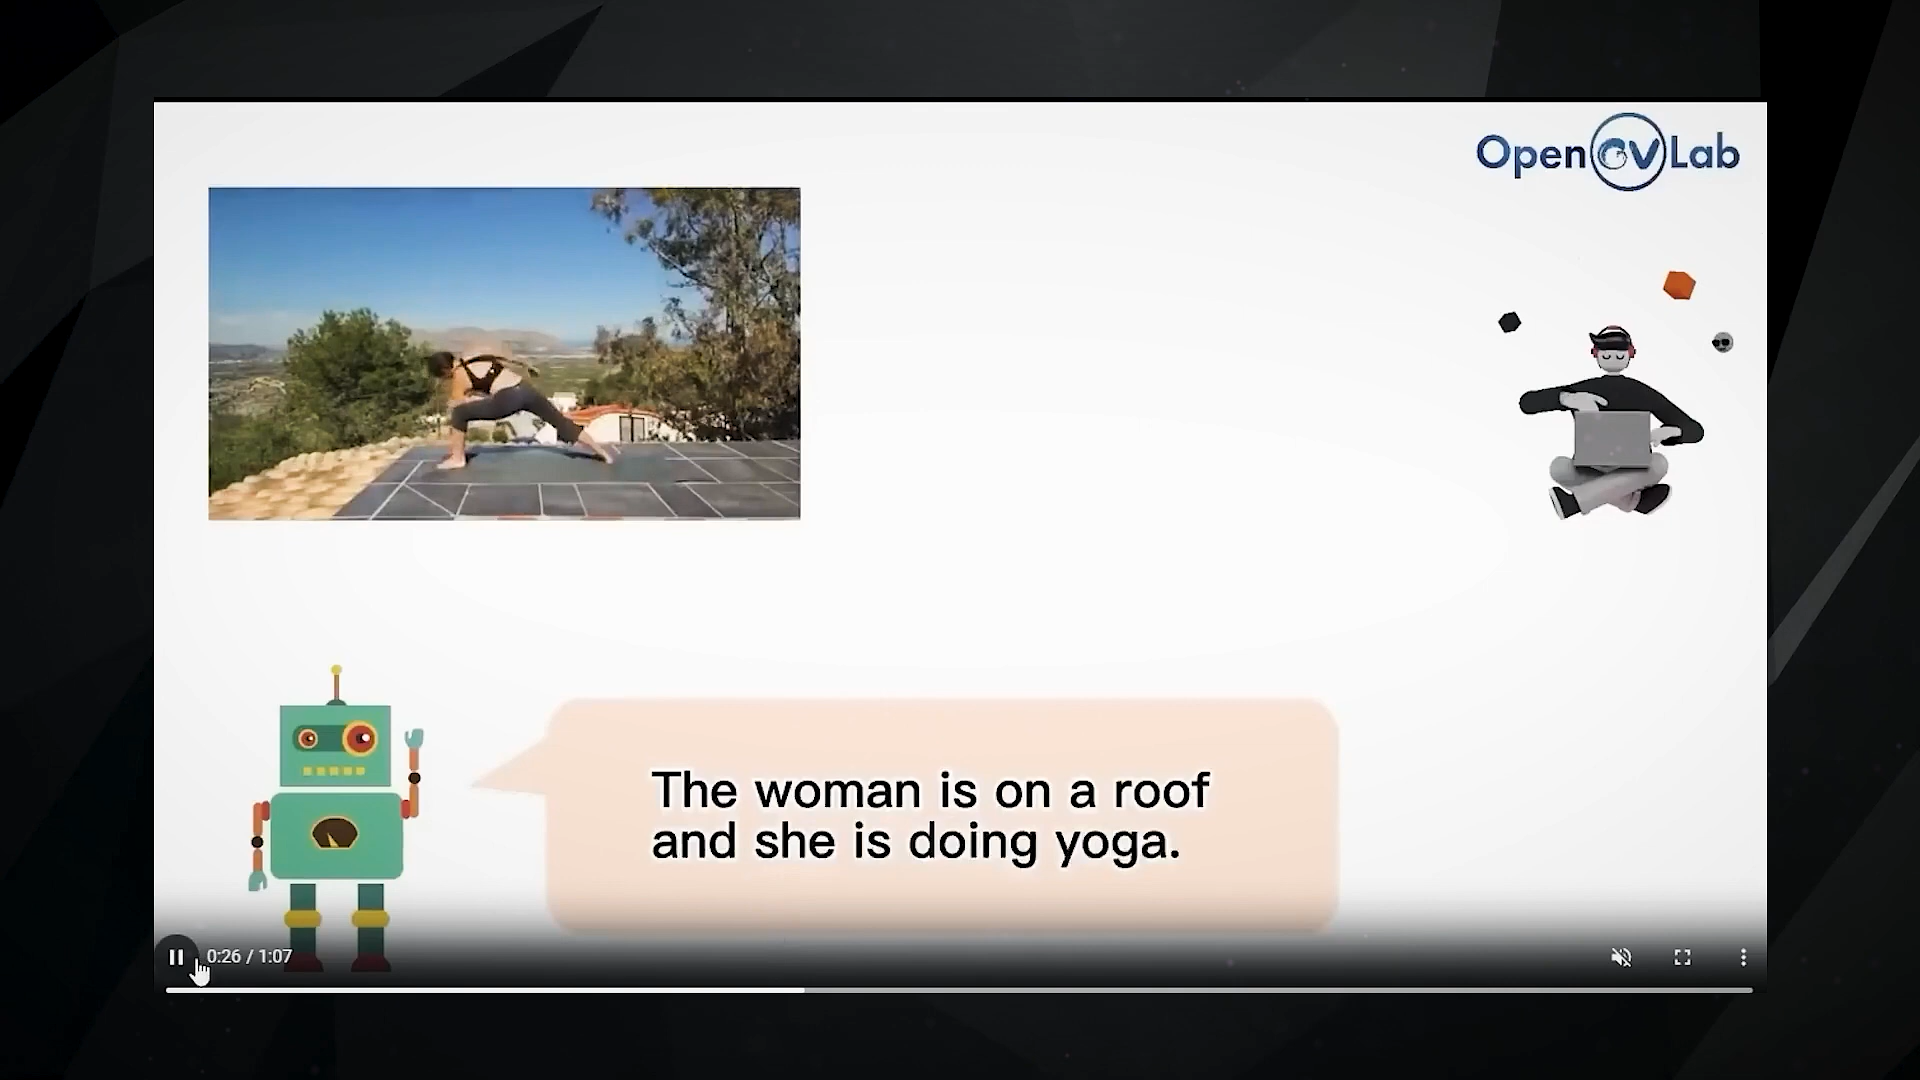 OpenGVLab
The woman is on a roof
and she is doing yoga.
0:26 / 1:07